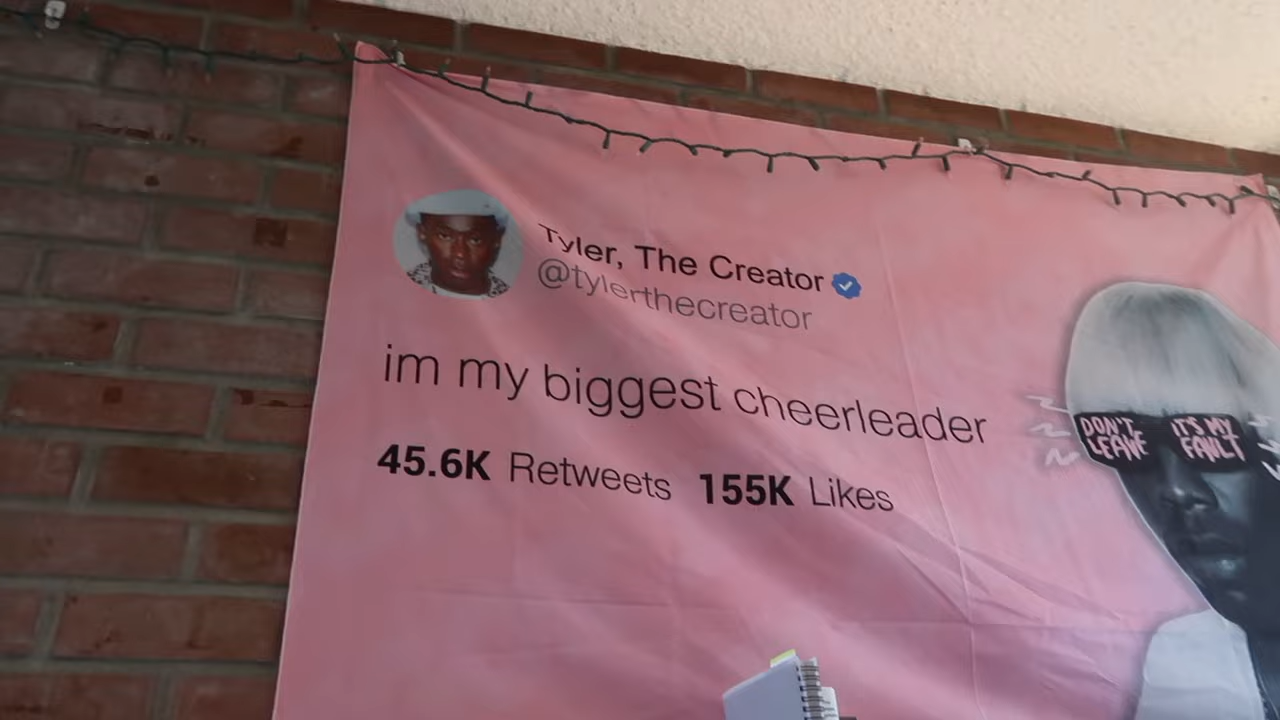 Tyler, The Creator
@tylerthecreator
im my biggest cheerleader
45.6K Retweets 155K Likes
DON'T LEAVE
IT'S MY FAULT